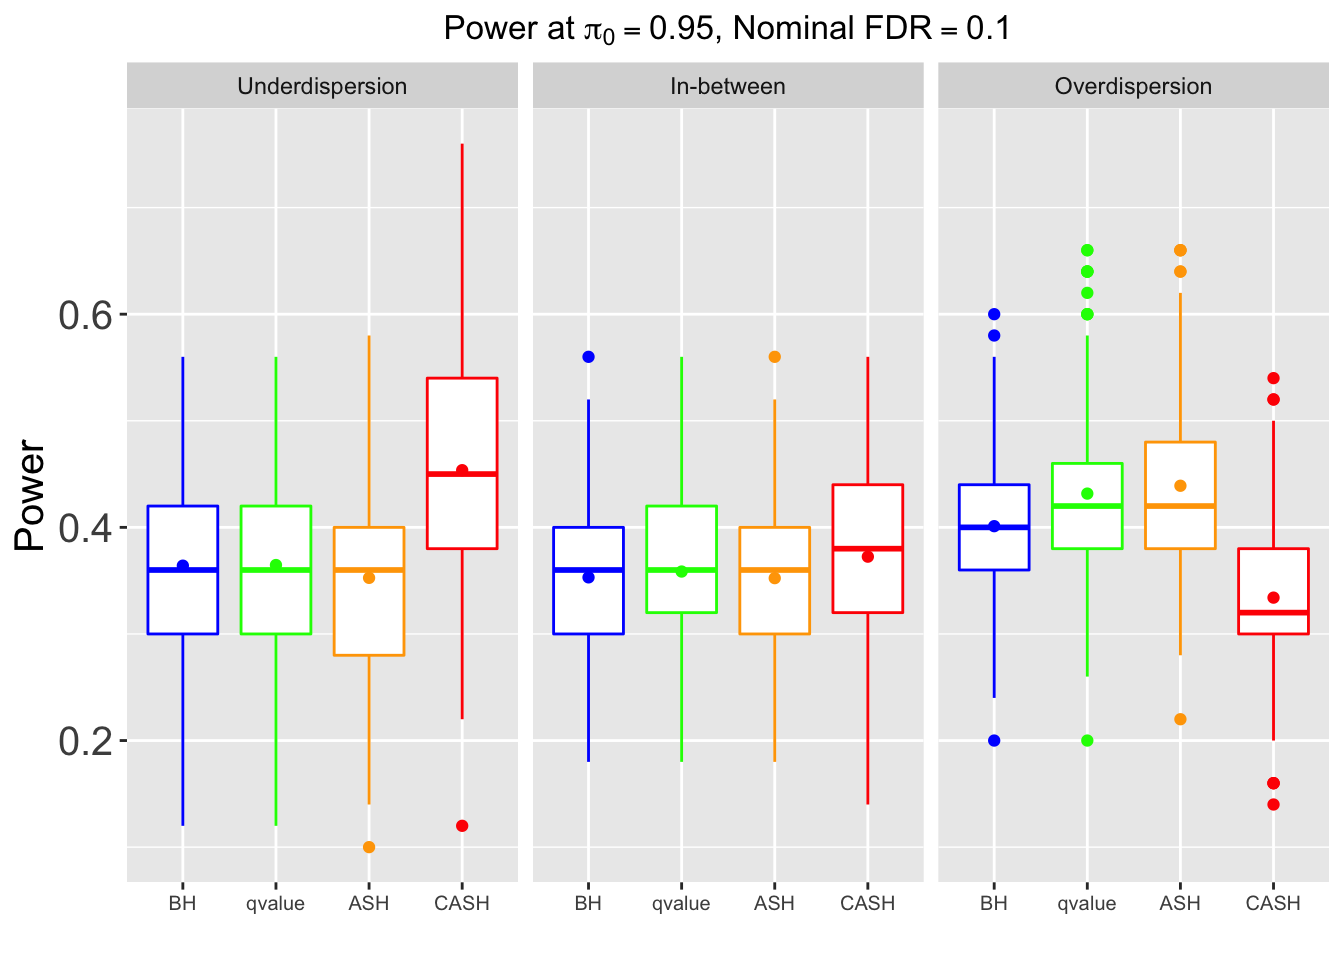 Power at π₀ = 0.95, Nominal FDR = 0.1
Underdispersion In-between Overdispersion
Power
0.6
0.4
0.2
BH qvalue ASH CASH BH qvalue ASH CASH BH qvalue ASH CASH